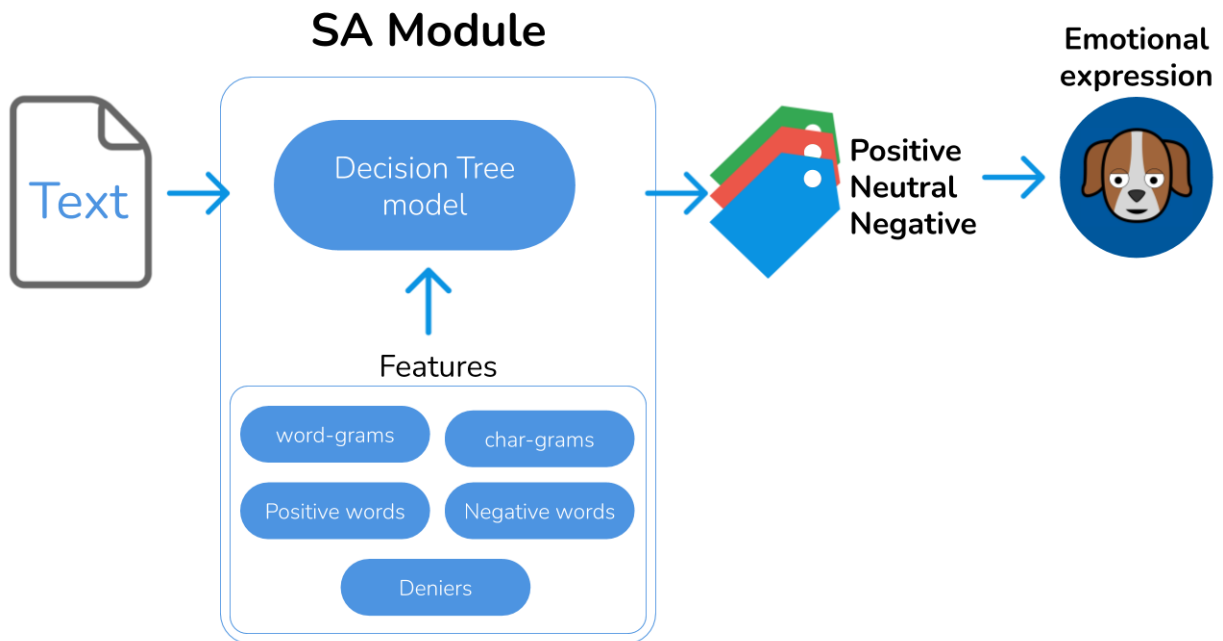 SA Module
Emotional
expression
Text
Decision Tree
model
Positive
Neutral
Negative
Features
word-grams
char-grams
Positive words
Negative words
Deniers